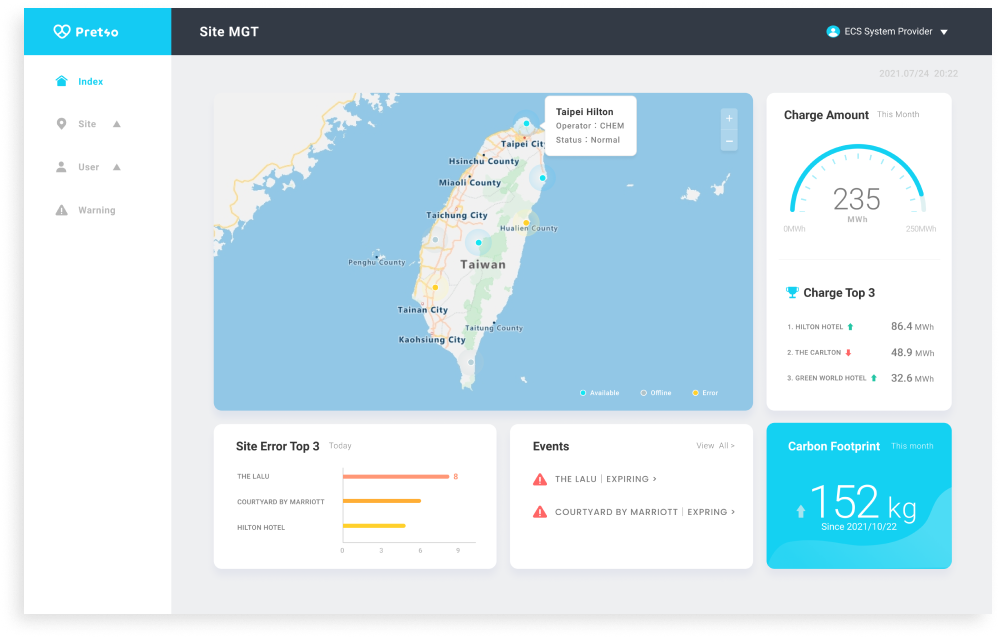 Pret4o
Site MGT
ECS System Provider
Index
Site
User
Warning
2021.07/24 20:22
Taipei Hilton
Operator：CHEM
Status：Normal
+
−
Taipei Cit
Hsinchu County
Miaoli County
Taichung City
Hualien County
Penghu County
Taiwan
Tainan City
Taitung County
Kaohsiung City
Available
Offline
Error
Charge Amount This Month
235
MWh
0MWh
250MWh
Charge Top 3
1. HILTON HOTEL 86.4 MWh
2. THE CARLTON 48.9 MWh
3. GREEN WORLD HOTEL 32.6 MWh
Site Error Top 3 Today
THE LALU 8
COURTYARD BY MARRIOTT
HILTON HOTEL
0 3 6 9
Events View All >
THE LALU | EXPIRING >
COURTYARD BY MARRIOTT | EXPRING >
Carbon Footprint This month
152 kg
Since 2021/10/22